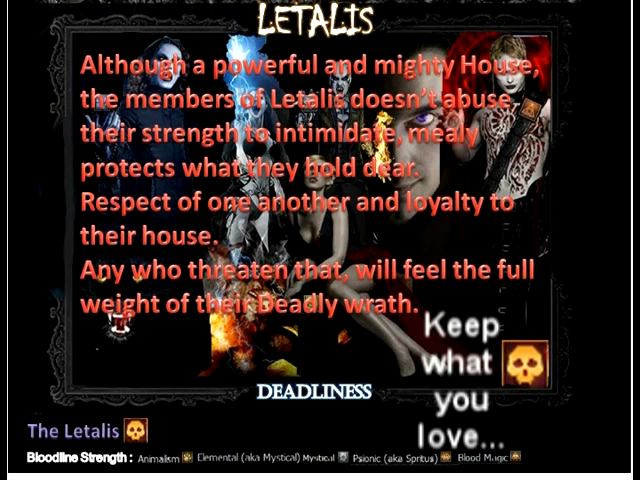 LETALIS
Although a powerful and mighty House,
the members of Letalis doesn't abuse
their strength to intimidate, mealy
protects what they hold dear.
Respect of one another and loyalty to
their house.
Any who threaten that, will feel the full
weight of their Deadly wrath.
Keep
what
you
love...
DEADLINESS
The Letalis
Bloodline Strength : Animalism Elemental (aka Mystical) Mystical Psionic (aka Spritus) Blood Magic